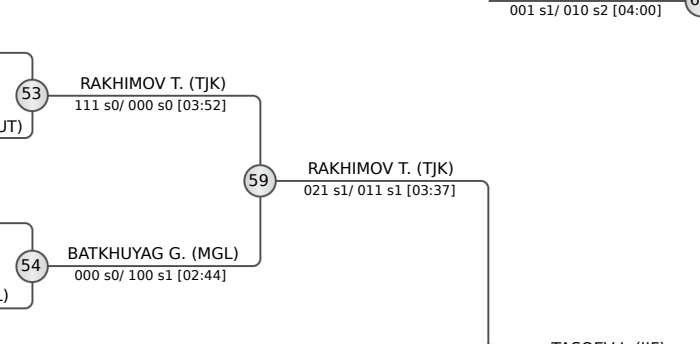 001 s1/ 010 s2 [04:00]
RAKHIMOV T. (TJK)
53
111 s0/ 000 s0 [03:52]
UT)
RAKHIMOV T. (TJK)
59
021 s1/ 011 s1 [03:37]
BATKHUYAG G. (MGL)
54
000 s0/ 100 s1 [02:44]